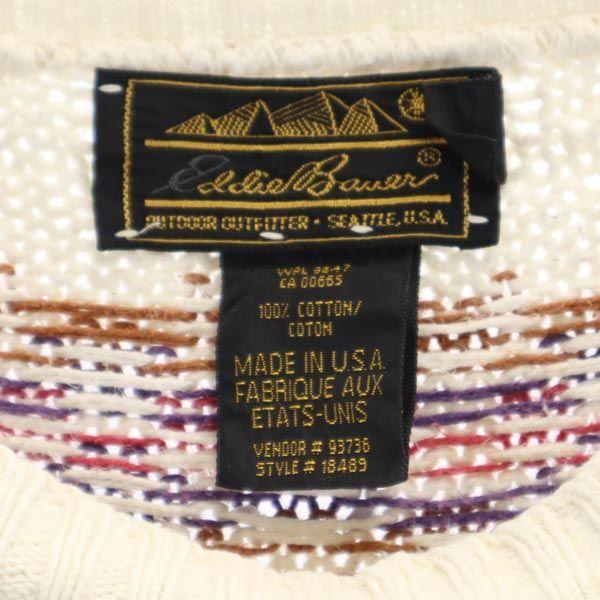 Eddie Bauer®
OUTDOOR OUTFITTER • SEATTLE, U.S.A.
WPL 9847
CA 00665
100% COTTON/
COTON
MADE IN U.S.A.
FABRIQUE AUX
ETATS-UNIS
VENDOR # 93736
STYLE # 18489